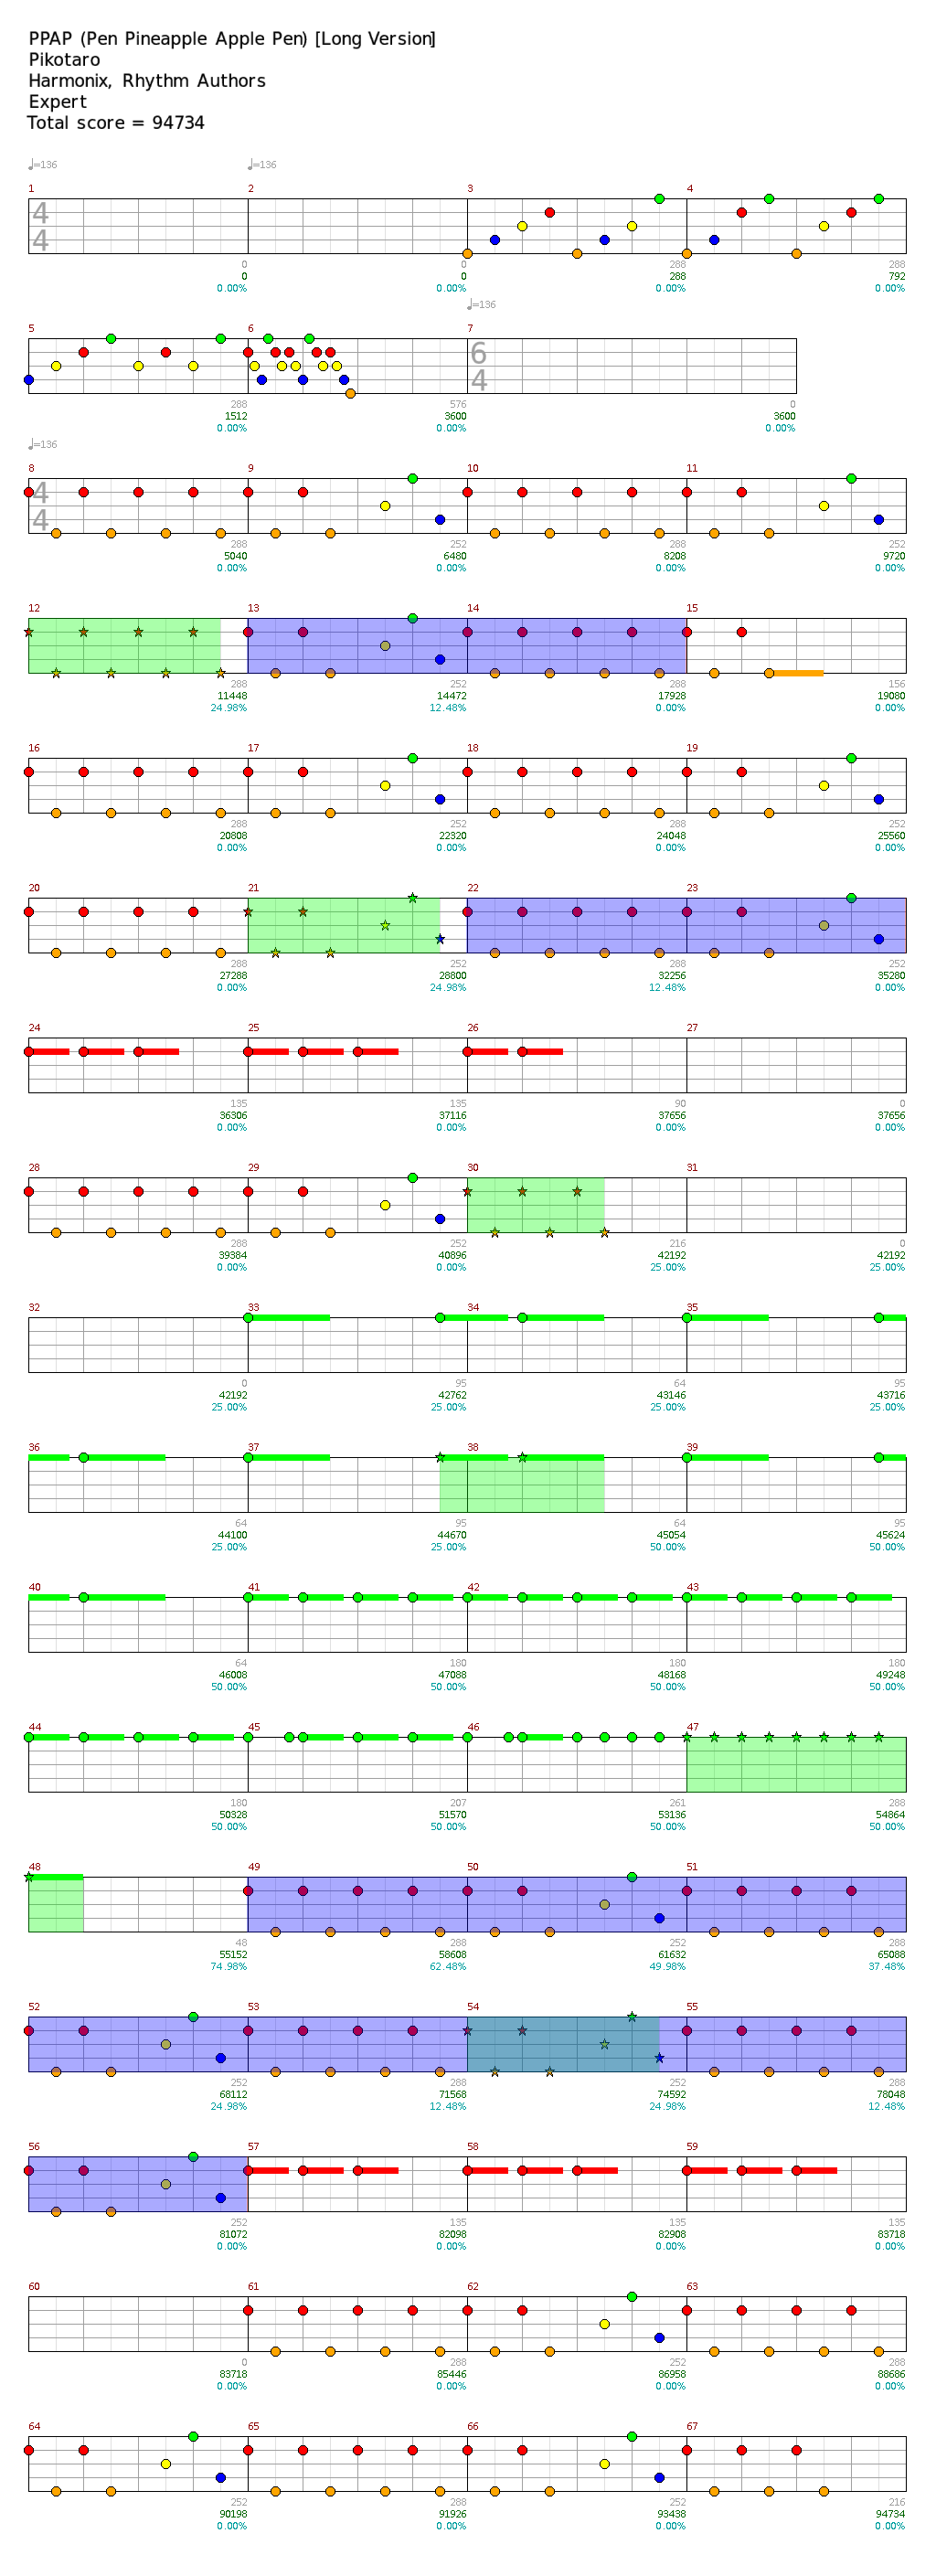 PPAP (Pen Pineapple Apple Pen) [Long Version]
Pikotaro
Harmonix, Rhythm Authors
Expert
Total score = 94734
♩=136 ♩=136
1 2 3 4
4
4
0 0 288 288
0 0 288 792
0.00% 0.00% 0.00% 0.00%
♩=136
5 6 7
6
4
288 576 0
1512 3600 3600
0.00% 0.00% 0.00%
♩=136
8 9 10 11
4
4
288 252 288 252
5040 6480 8208 9720
0.00% 0.00% 0.00% 0.00%
12 13 14 15
288 252 288 156
11448 14472 17928 19080
24.98% 12.48% 0.00% 0.00%
16 17 18 19
288 252 288 252
20808 22320 24048 25560
0.00% 0.00% 0.00% 0.00%
20 21 22 23
288 252 288 252
27288 28800 32256 35280
0.00% 24.98% 12.48% 0.00%
24 25 26 27
135 135 90 0
36306 37116 37656 37656
0.00% 0.00% 0.00% 0.00%
28 29 30 31
288 252 216 0
39384 40896 42192 42192
0.00% 0.00% 25.00% 25.00%
32 33 34 35
0 95 64 95
42192 42762 43146 43716
25.00% 25.00% 25.00% 25.00%
36 37 38 39
64 95 64 95
44100 44670 45054 45624
25.00% 25.00% 50.00% 50.00%
40 41 42 43
64 180 180 180
46008 47088 48168 49248
50.00% 50.00% 50.00% 50.00%
44 45 46 47
180 207 261 288
50328 51570 53136 54864
50.00% 50.00% 50.00% 50.00%
48 49 50 51
48 288 252 288
55152 58608 61632 65088
74.98% 62.48% 49.98% 37.48%
52 53 54 55
252 288 252 288
68112 71568 74592 78048
24.98% 12.48% 24.98% 12.48%
56 57 58 59
252 135 135 135
81072 82098 82908 83718
0.00% 0.00% 0.00% 0.00%
60 61 62 63
0 288 252 288
83718 85446 86958 88686
0.00% 0.00% 0.00% 0.00%
64 65 66 67
252 288 252 216
90198 91926 93438 94734
0.00% 0.00% 0.00% 0.00%